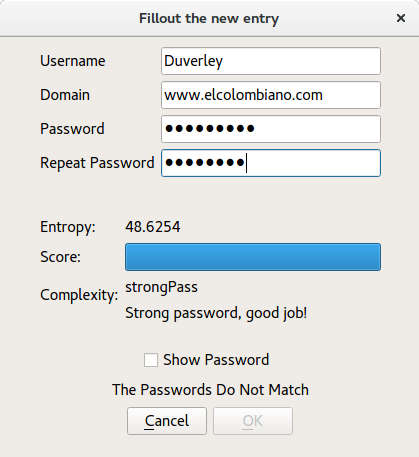 Fillout the new entry
Username Duverley
Domain www.elcolombiano.com
Password ●●●●●●●●●
Repeat Password ●●●●●●●●
Entropy: 48.6254
Score:
Complexity: strongPass
Strong password, good job!
Show Password
The Passwords Do Not Match
Cancel OK